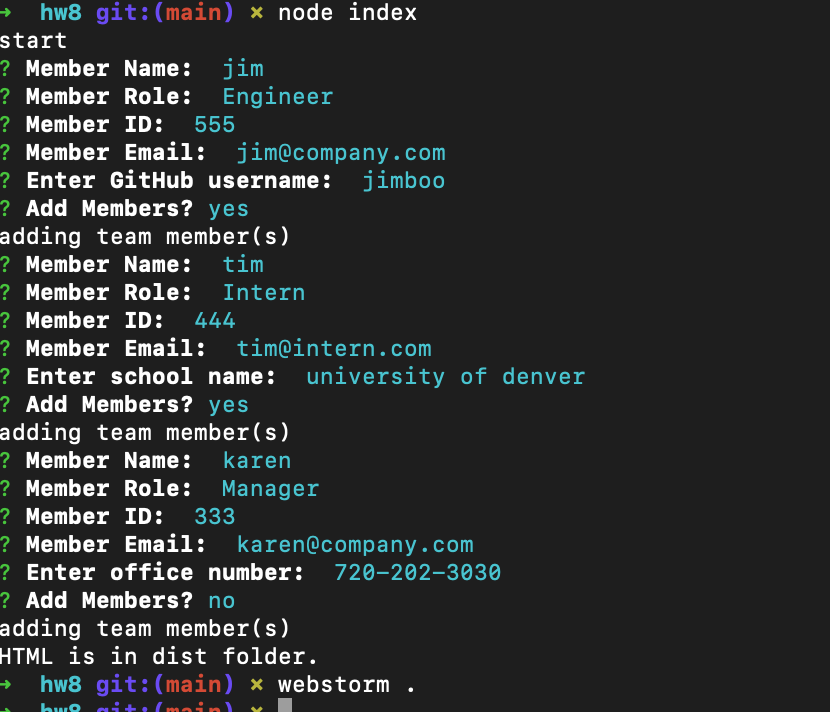 → hw8 git:(main) × node index
start
? Member Name: jim
? Member Role: Engineer
? Member ID: 555
? Member Email: jim@company.com
? Enter GitHub username: jimboo
? Add Members? yes
adding team member(s)
? Member Name: tim
? Member Role: Intern
? Member ID: 444
? Member Email: tim@intern.com
? Enter school name: university of denver
? Add Members? yes
adding team member(s)
? Member Name: karen
? Member Role: Manager
? Member ID: 333
? Member Email: karen@company.com
? Enter office number: 720-202-3030
? Add Members? no
adding team member(s)
HTML is in dist folder.
→ hw8 git:(main) × webstorm .
→ hw8 git:(main) ×